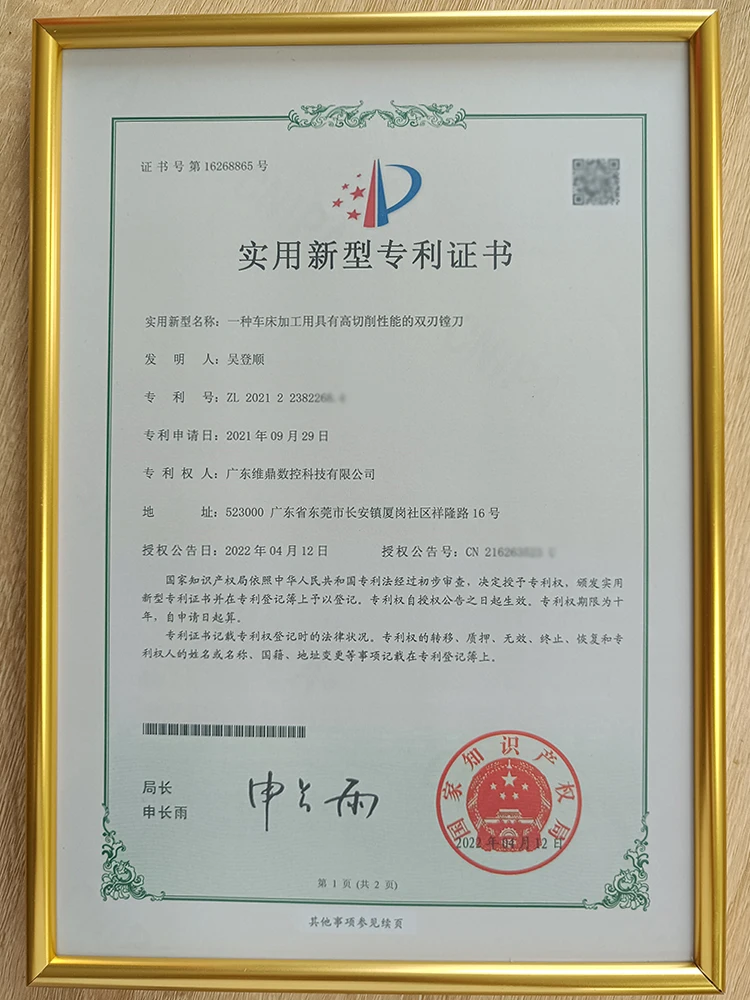 证书号第16268865号
实用新型专利证书
实用新型名称：一种车床加工用具有高切削性能的双刃镗刀
发明人：吴登顺
专利号：ZL 2021 2 2382
专利申请日：2021年09月29日
专利权人：广东维鼎数控科技有限公司
地址：523000 广东省东莞市长安镇厦岗社区祥隆路16号
授权公告日：2022年04月12日 授权公告号：CN 216263
国家知识产权局依照中华人民共和国专利法经过初步审查，决定授予专利权，颁发实用
新型专利证书并在专利登记簿上予以登记。专利权自授权公告之日起生效。专利权期限为十
年，自申请日起算。
专利证书记载专利权登记时的法律状况。专利权的转移、质押、无效、终止、恢复和专
利权人的姓名或名称、国籍、地址变更等事项记载在专利登记簿上。
局长
申长雨
申长雨
国家知识产权局
2022年04月12日
第1页(共2页)
其他事项参见续页